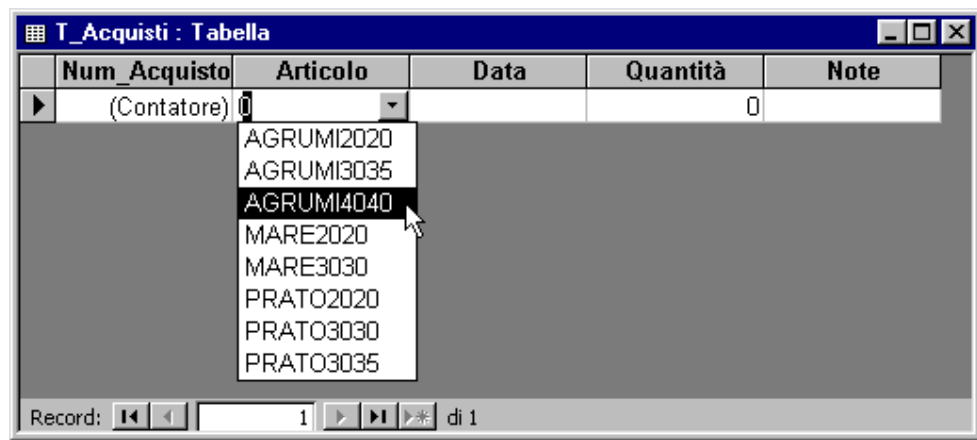 T_Acquisti : Tabella
Num_Acquisto Articolo Data Quantità Note
(Contatore) 0 0
AGRUMI2020
AGRUMI3035
AGRUMI4040
MARE2020
MARE3030
PRATO2020
PRATO3030
PRATO3035
Record: 1 di 1